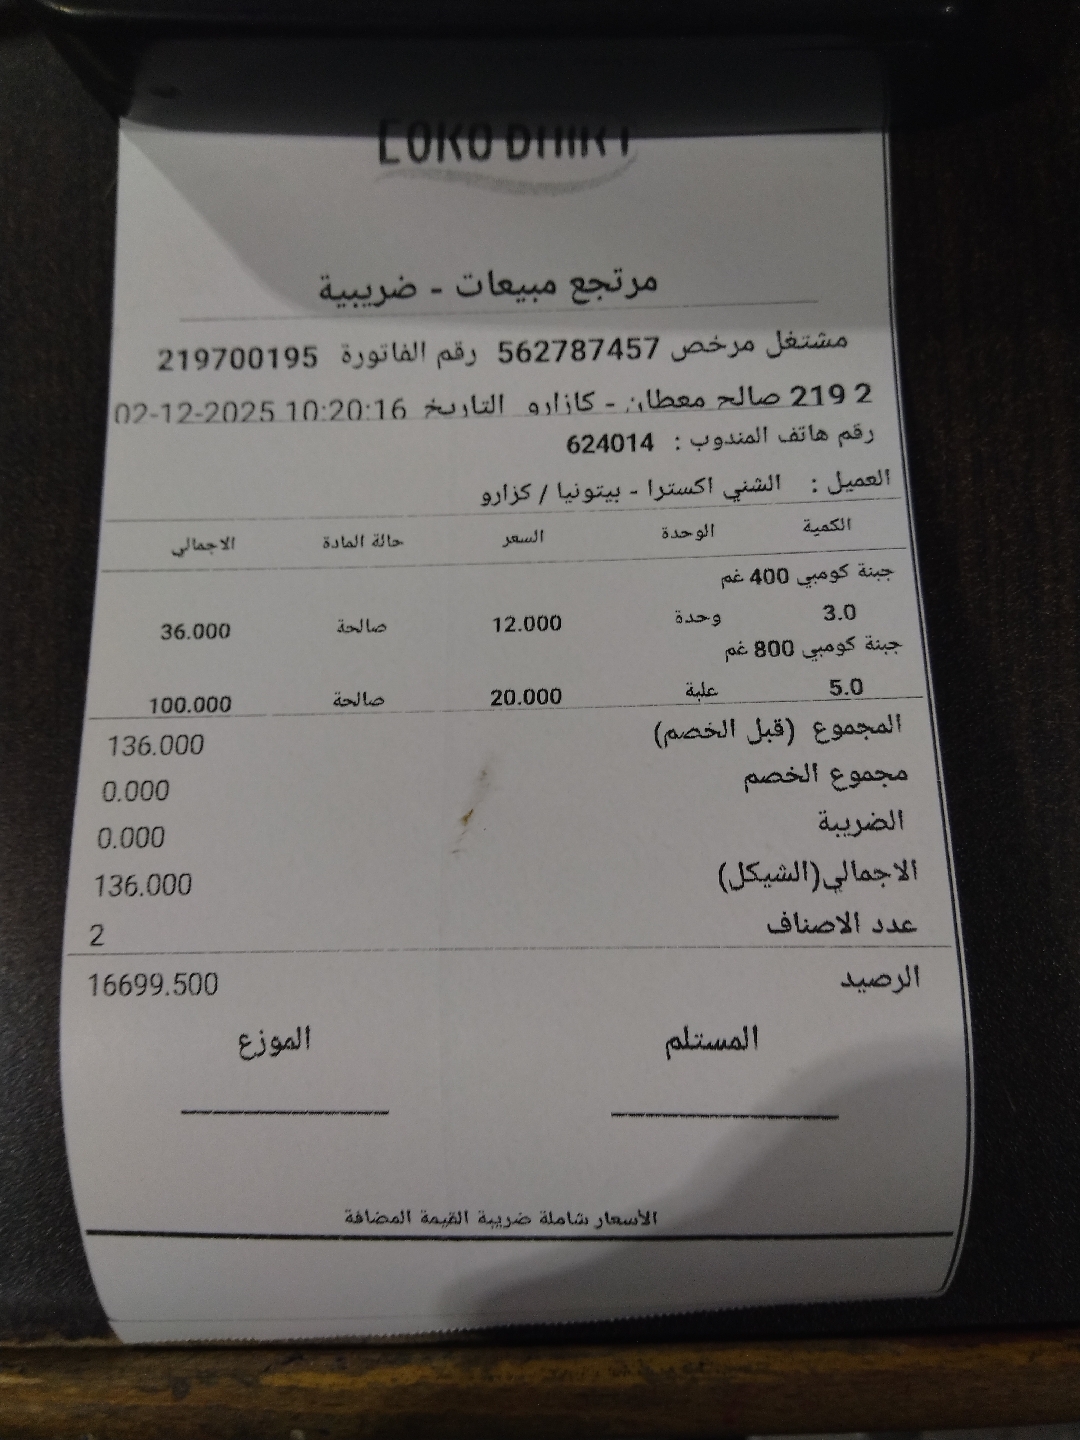 مرتجع مبيعات - ضريبية
مشتغل مرخص 562787457 رقم الفاتورة 219700195
2 219 صالح معطان - كازارو التاريخ 02-12-2025 10:20:16
رقم هاتف المندوب : 624014
العميل : الشني اكسترا - بيتونيا / كزارو
الكمية الوحدة السعر حالة المادة الاجمالي
جبنة كومبي 400 غم
3.0 وحدة 12.000 صالحة 36.000
جبنة كومبي 800 غم
5.0 علبة 20.000 صالحة 100.000
المجموع (قبل الخصم) 136.000
مجموع الخصم 0.000
الضريبة 0.000
الاجمالي(الشيكل) 136.000
عدد الاصناف 2
الرصيد 16699.500
المستلم الموزع
الأسعار شاملة ضريبة القيمة المضافة